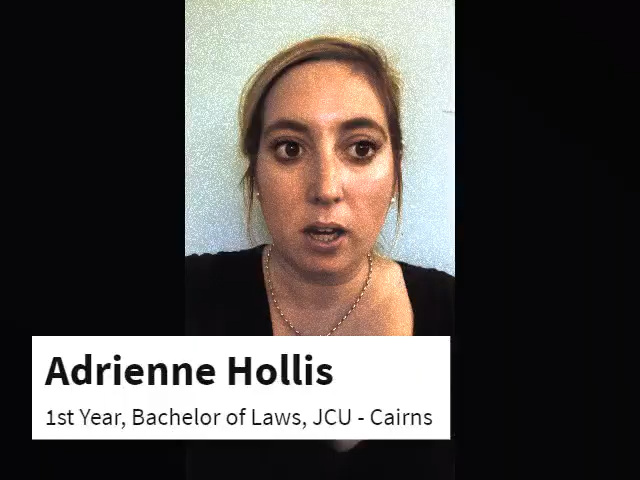 Adrienne Hollis
1st Year, Bachelor of Laws, JCU - Cairns